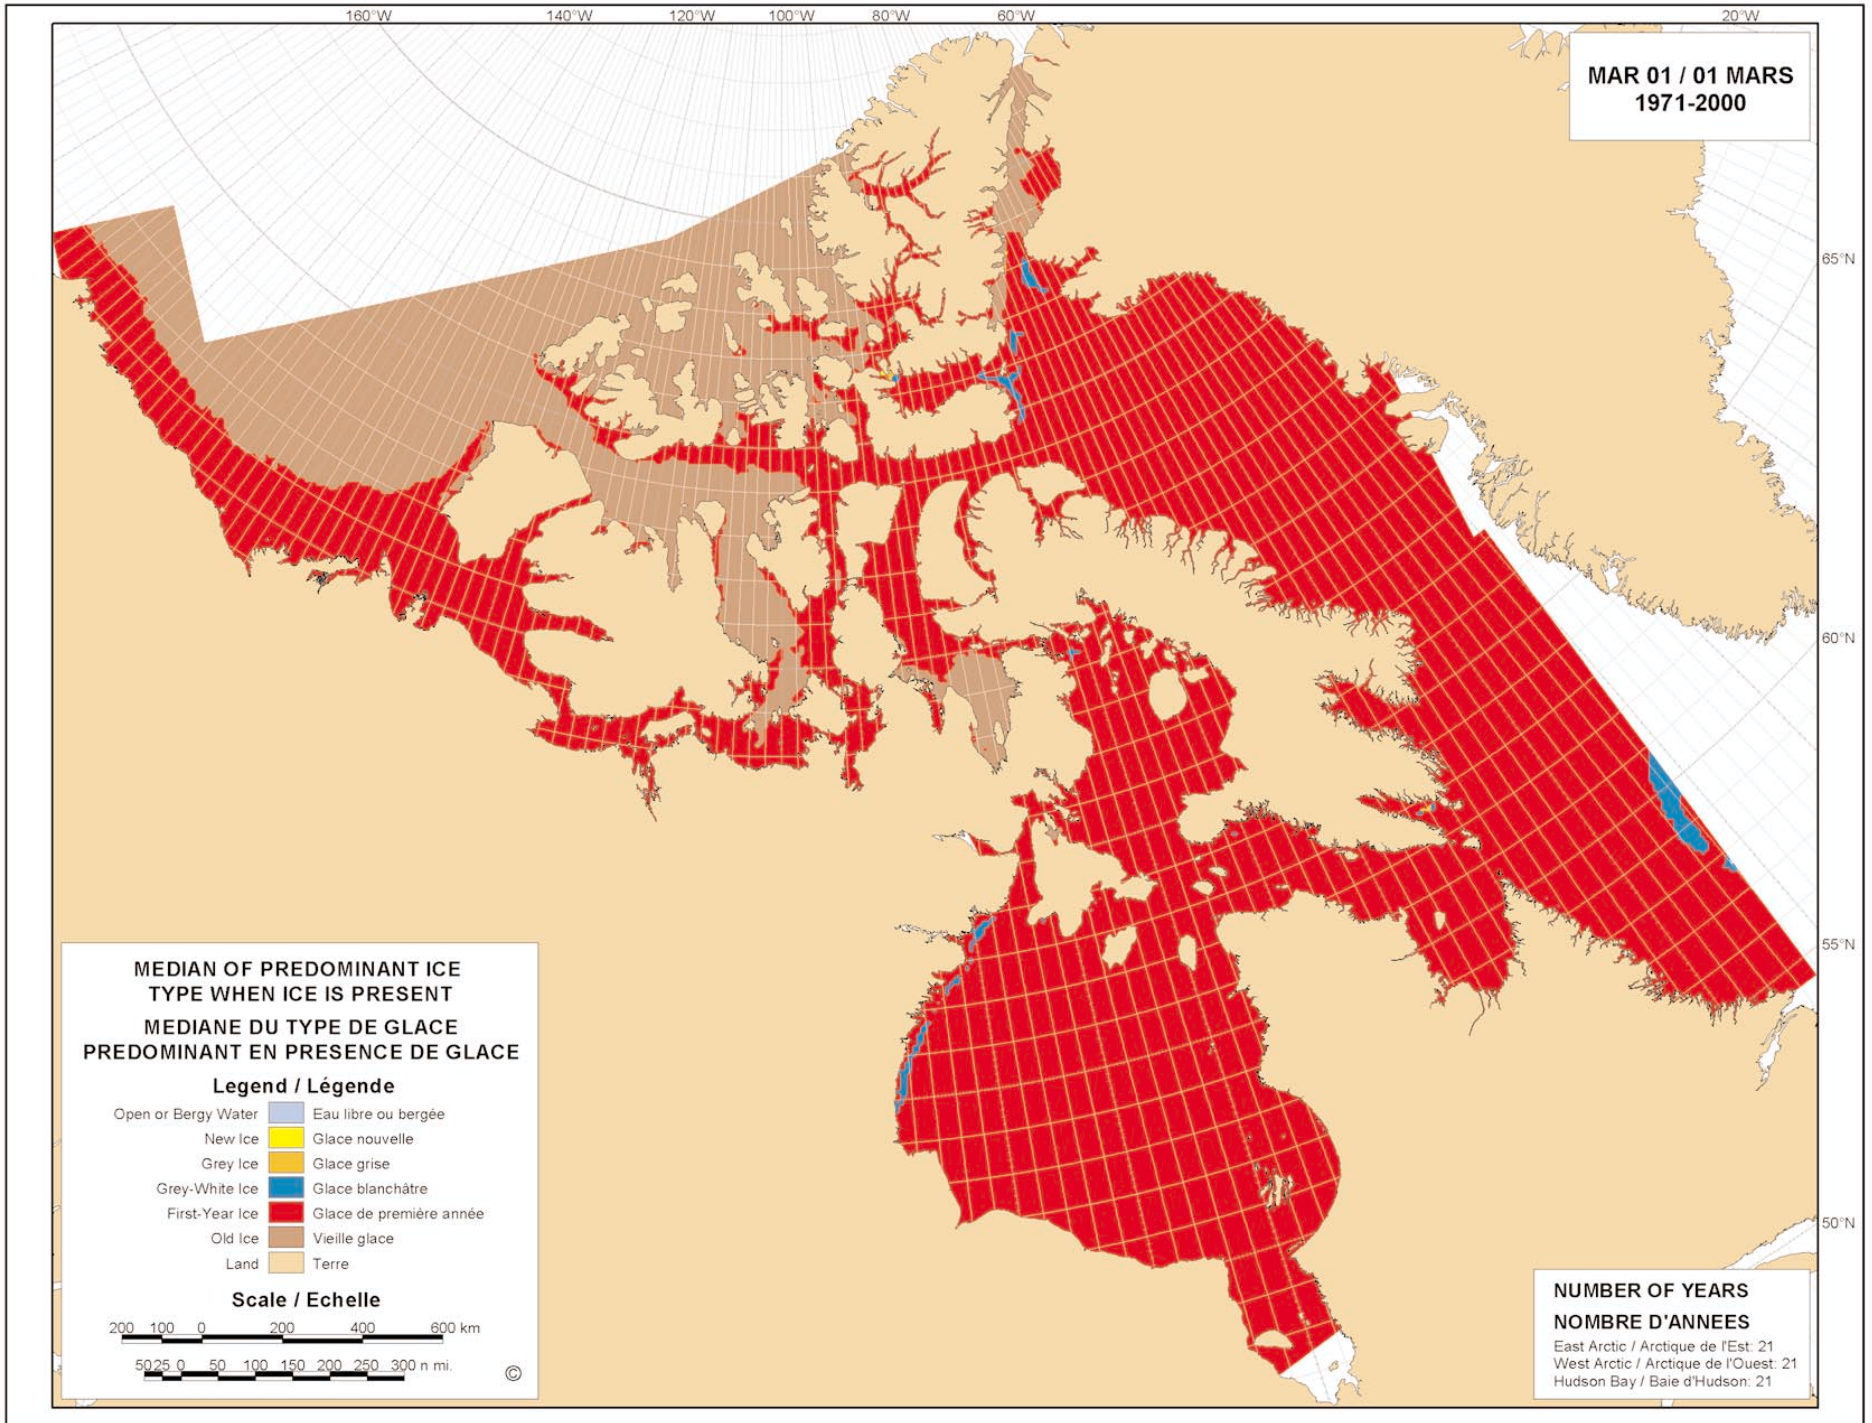 160°W 140°W 120°W 100°W 80°W 60°W 20°W
MAR 01 / 01 MARS
1971-2000
65°N
60°N
55°N
50°N
MEDIAN OF PREDOMINANT ICE
TYPE WHEN ICE IS PRESENT
MEDIANE DU TYPE DE GLACE
PREDOMINANT EN PRESENCE DE GLACE
Legend / Légende
Open or Bergy Water Eau libre ou bergée
New Ice Glace nouvelle
Grey Ice Glace grise
Grey-White Ice Glace blanchâtre
First-Year Ice Glace de première année
Old Ice Vieille glace
Land Terre
Scale / Echelle
200 100 0 200 400 600 km
50 25 0 50 100 150 200 250 300 n mi.
©
NUMBER OF YEARS
NOMBRE D'ANNEES
East Arctic / Arctique de l'Est: 21
West Arctic / Arctique de l'Ouest: 21
Hudson Bay / Baie d'Hudson: 21